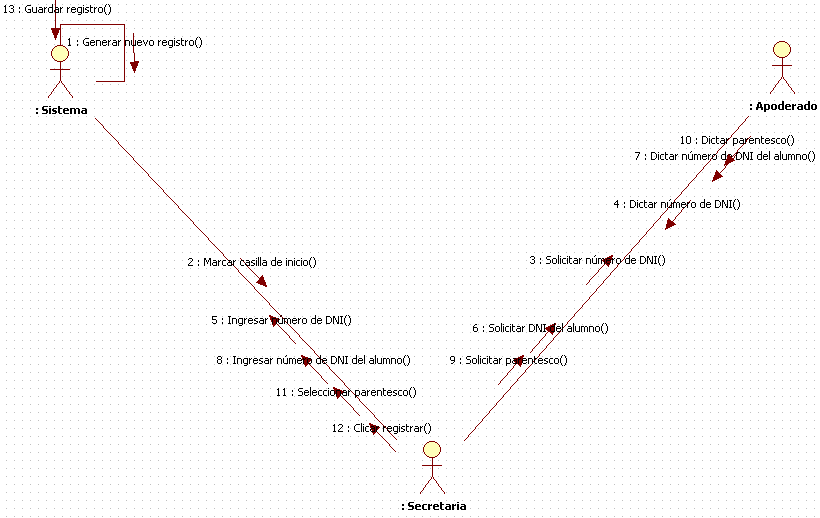 13 : Guardar registro()
1 : Generar nuevo registro()
: Sistema
: Apoderado
10 : Dictar parentesco()
7 : Dictar número de DNI del alumno()
4 : Dictar número de DNI()
2 : Marcar casilla de inicio()
3 : Solicitar número de DNI()
5 : Ingresar número de DNI()
6 : Solicitar DNI del alumno()
8 : Ingresar número de DNI del alumno()
9 : Solicitar parentesco()
11 : Seleccionar parentesco()
12 : Clicar registrar()
: Secretaria